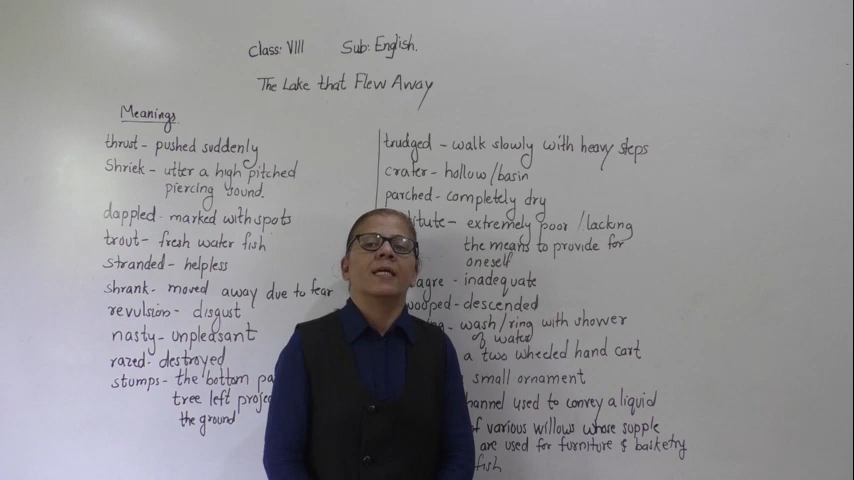 Class: VIII Sub: English.
The Lake that Flew Away
Meanings
thrust - pushed suddenly
Shriek - utter a high pitched
piercing sound.
dappled - marked with spots
trout - fresh water fish
stranded - helpless
shrank - moved away due to fear
revulsion - disgust
nasty - unpleasant
razed - destroyed
stumps - the bottom
tree left
the ground
trudged - walk slowly with heavy steps
crater - hollow/basin
parched - completely dry
extremely poor / lacking
the means to provide for
oneself
- inadequate
- descended
- wash/ring with shower
of water
a two wheeled hand cart
small ornament
used to convey a liquid
of various willows whose supple
are used for furniture & basketry
fish